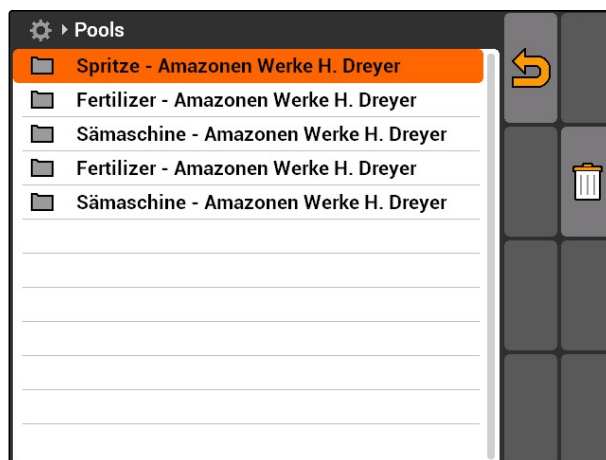 Pools
Spritze - Amazonen Werke H. Dreyer
Fertilizer - Amazonen Werke H. Dreyer
Sämaschine - Amazonen Werke H. Dreyer
Fertilizer - Amazonen Werke H. Dreyer
Sämaschine - Amazonen Werke H. Dreyer